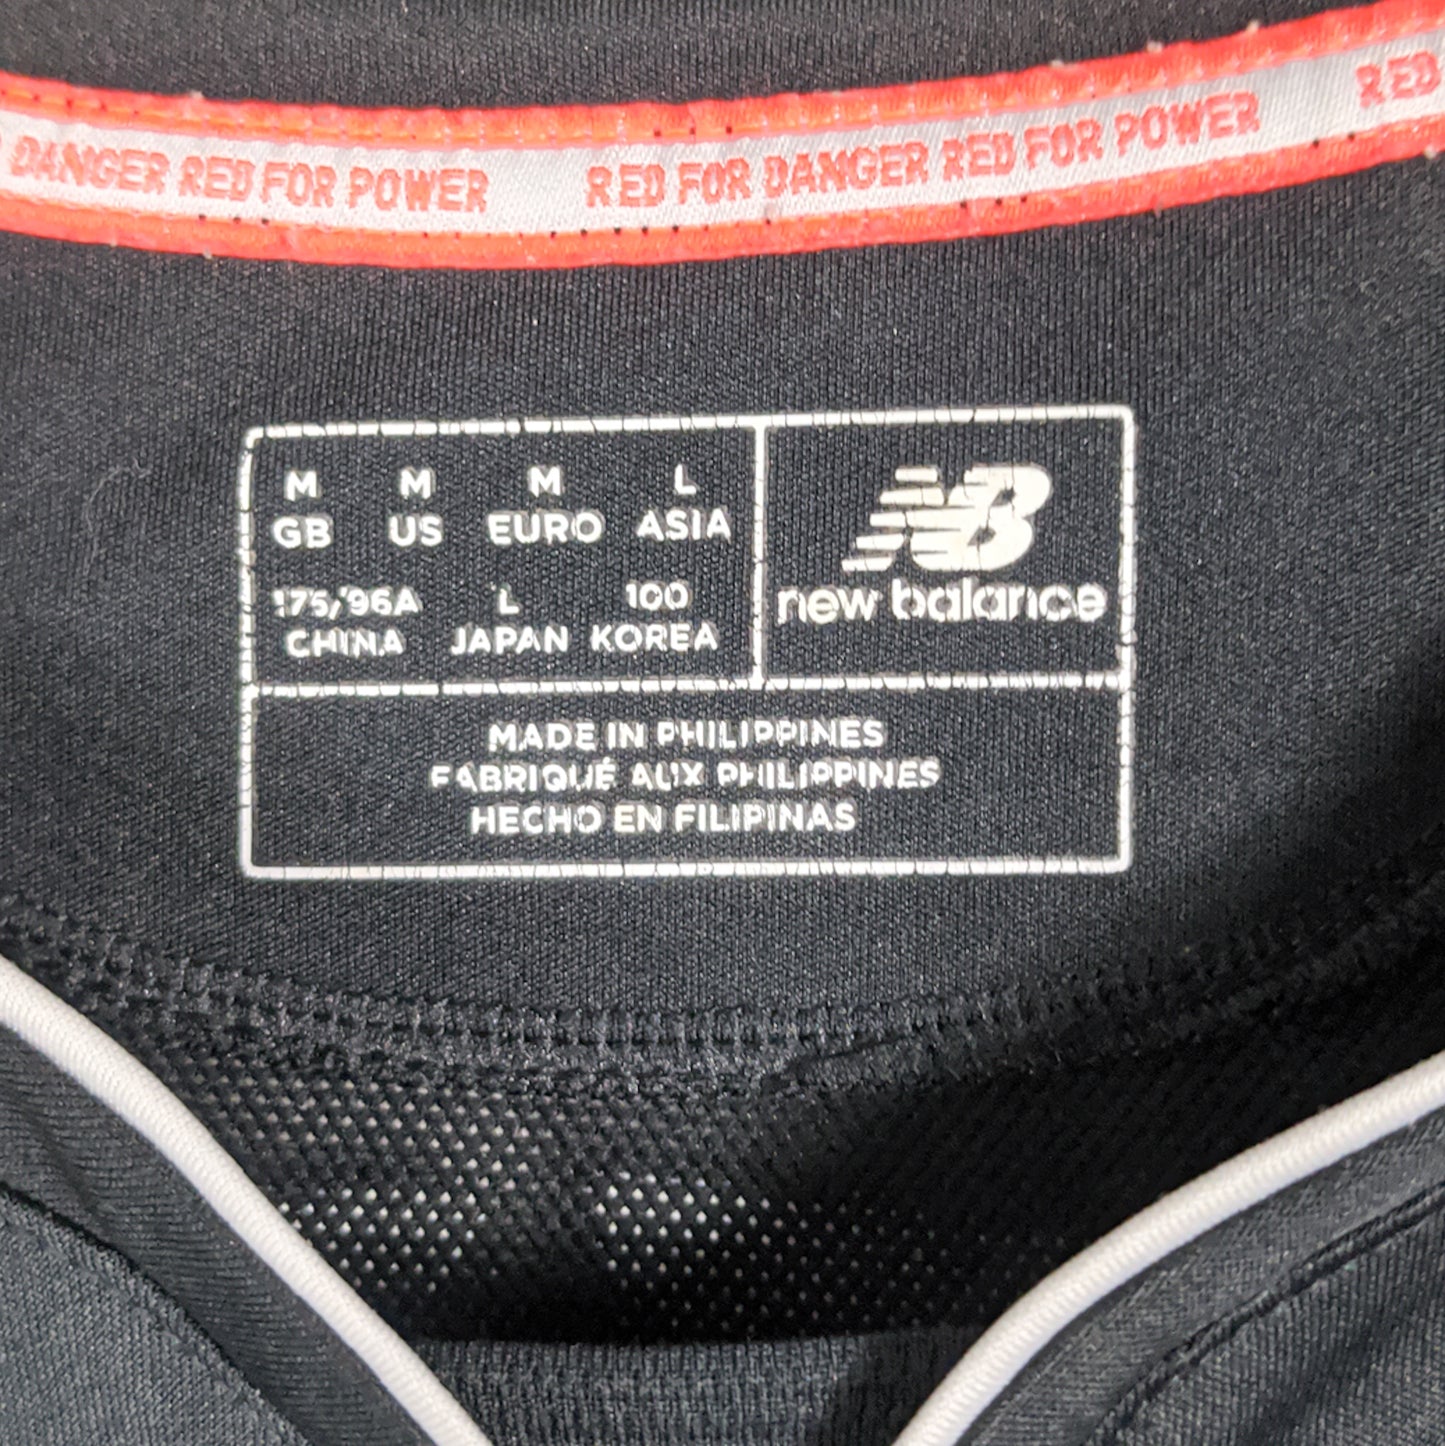 DANGER RED FOR POWER RED FOR DANGER RED FOR POWER RED
M M M L
GB US EURO ASIA
175/96A L 100
CHINA JAPAN KOREA
NB
new balance
MADE IN PHILIPPINES
FABRIQUÉ AUX PHILIPPINES
HECHO EN FILIPINAS